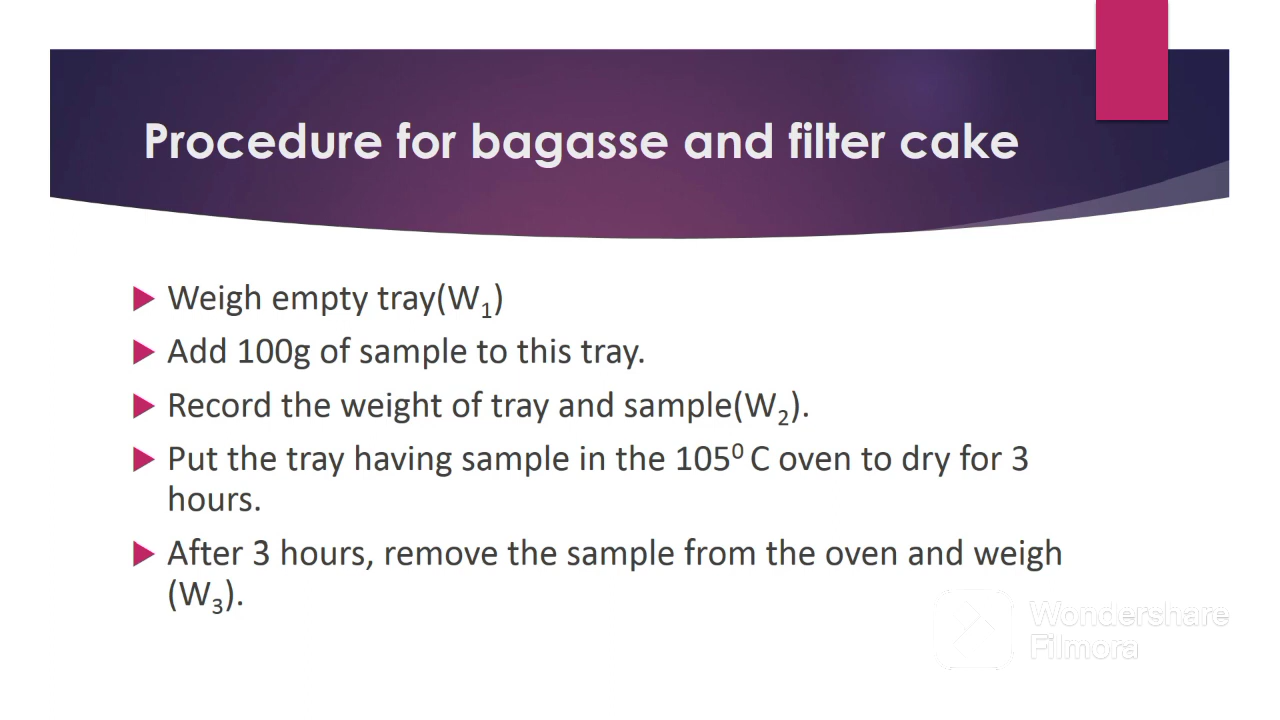 Procedure for bagasse and filter cake
Weigh empty tray(W₁)
Add 100g of sample to this tray.
Record the weight of tray and sample(W₂).
Put the tray having sample in the 105⁰ C oven to dry for 3
hours.
After 3 hours, remove the sample from the oven and weigh
(W₃).
Wondershare
Filmora